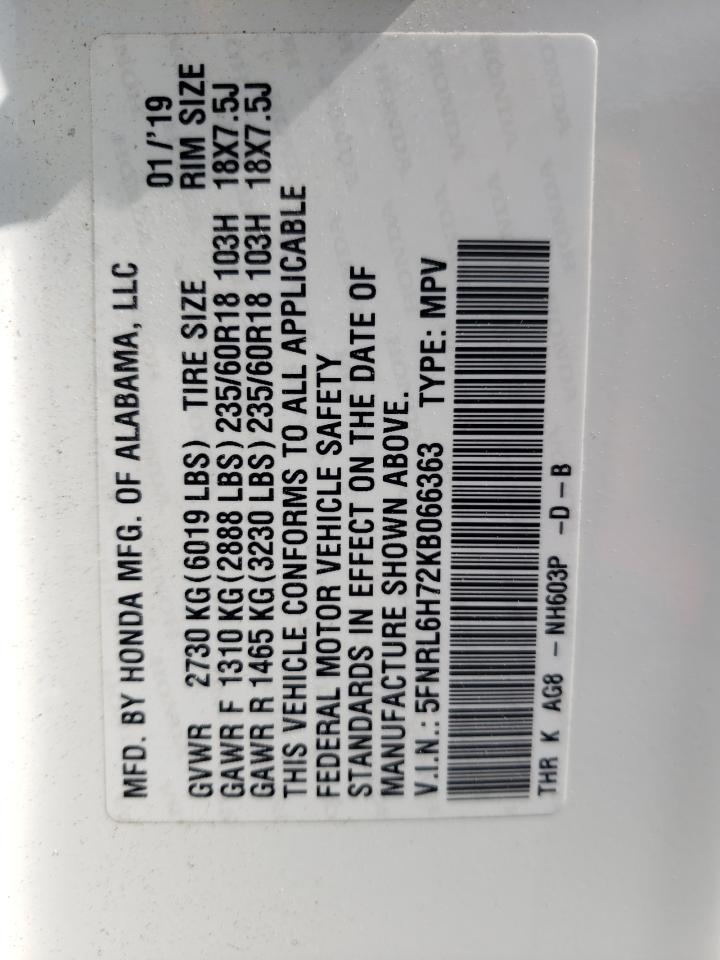 MFD. BY HONDA MFG. OF ALABAMA, LLC
01/'19
GVWR 2730 KG(6019 LBS) TIRE SIZE RIM SIZE
GAWR F 1310 KG(2888 LBS) 235/60R18 103H 18X7.5J
GAWR R 1465 KG(3230 LBS) 235/60R18 103H 18X7.5J
THIS VEHICLE CONFORMS TO ALL APPLICABLE
FEDERAL MOTOR VEHICLE SAFETY
STANDARDS IN EFFECT ON THE DATE OF
MANUFACTURE SHOWN ABOVE.
V.I.N.: 5FNRL6H72KB066363 TYPE: MPV
THR K AG8 – NH603P –D–B